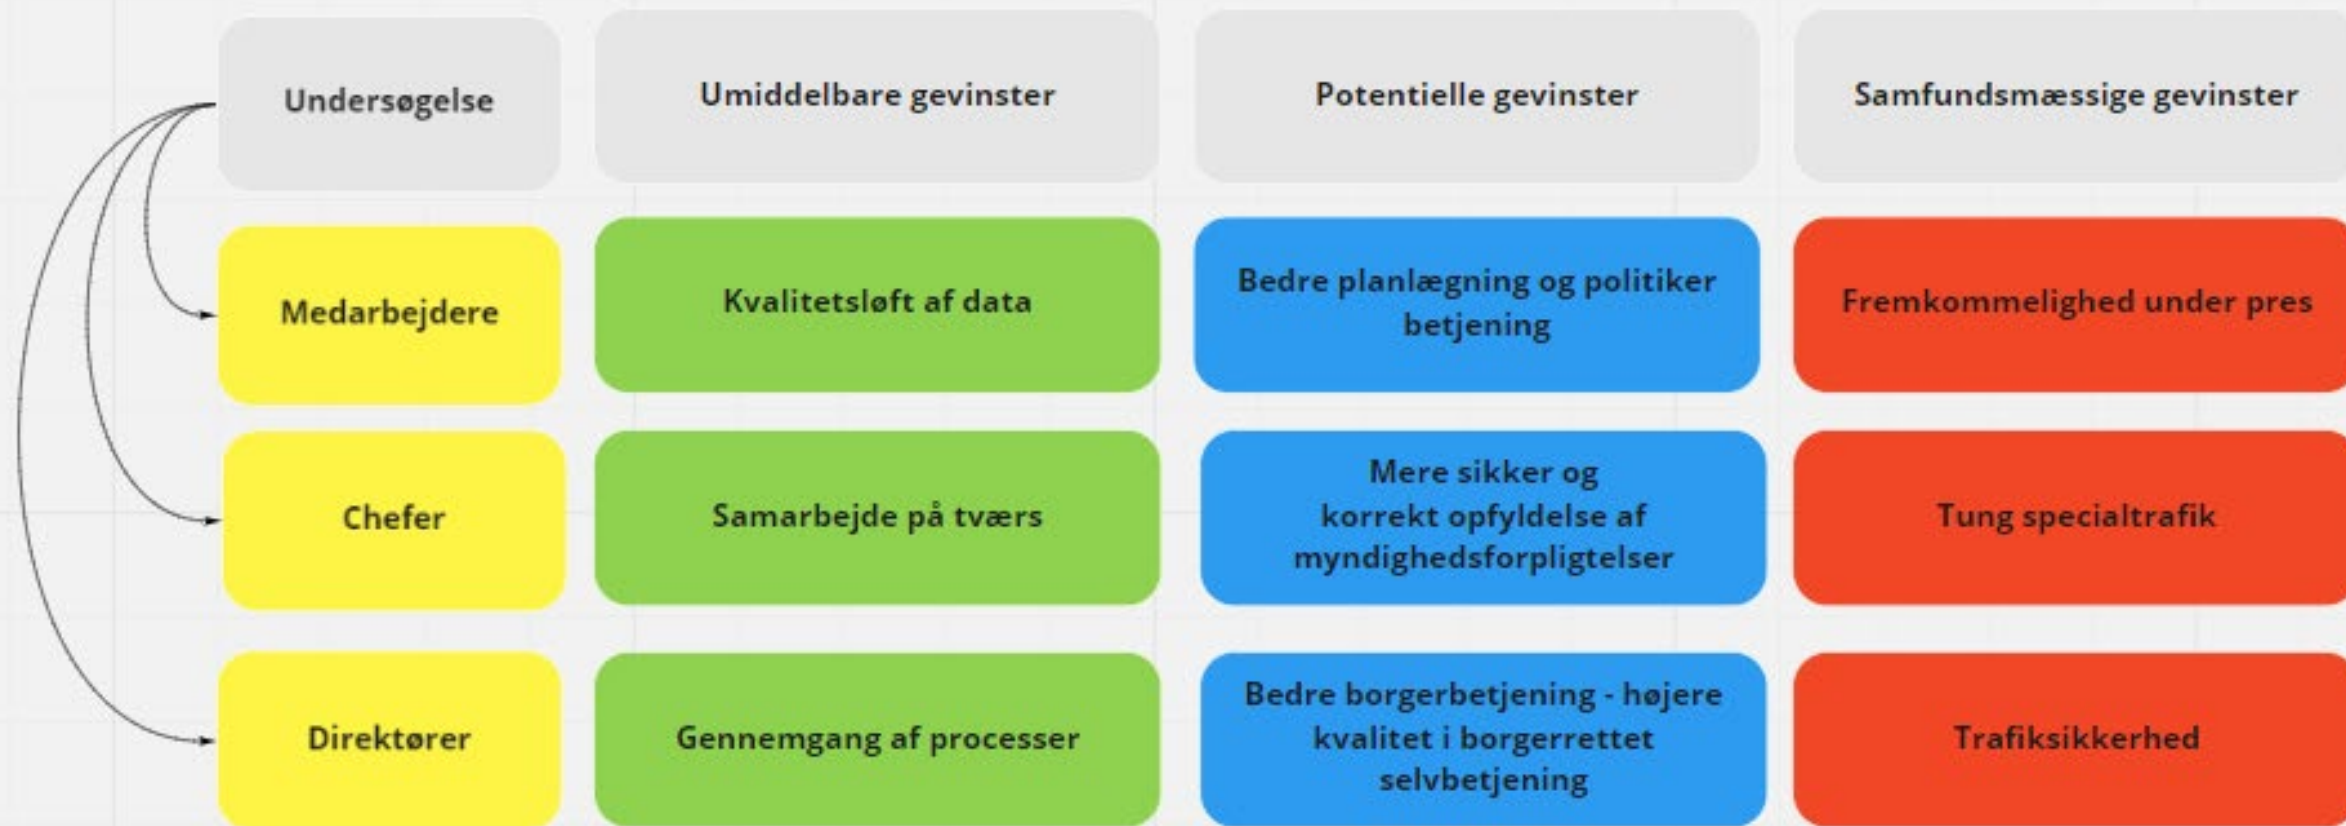 Undersøgelse
Umiddelbare gevinster
Potentielle gevinster
Samfundsmæssige gevinster
Medarbejdere
Kvalitetsløft af data
Bedre planlægning og politiker
betjening
Fremkommelighed under pres
Chefer
Samarbejde på tværs
Mere sikker og
korrekt opfyldelse af
myndighedsforpligtelser
Tung specialtrafik
Direktører
Gennemgang af processer
Bedre borgerbetjening - højere
kvalitet i borgerrettet
selvbetjening
Trafiksikkerhed